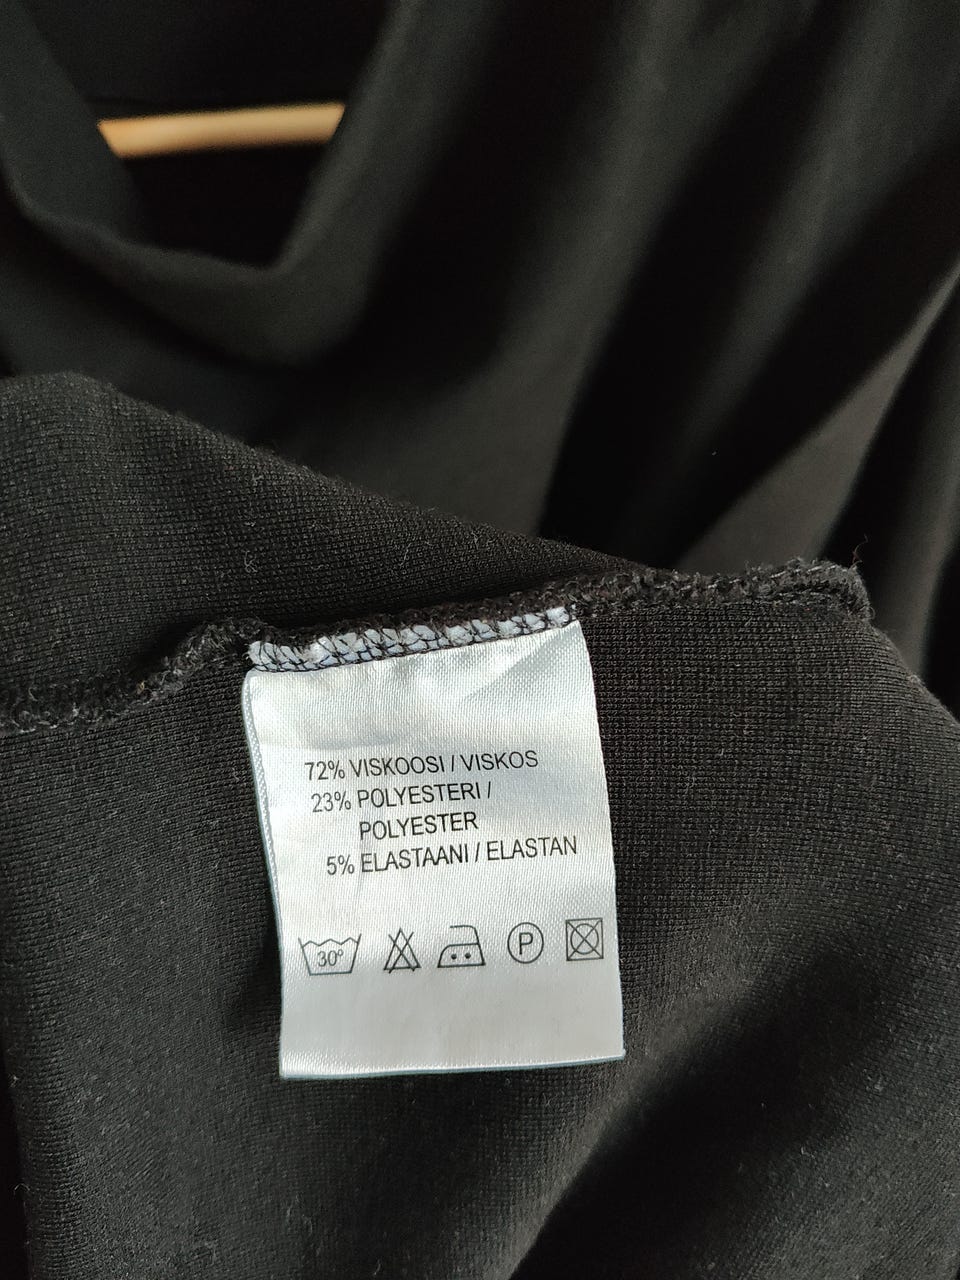 72% VISKOOSI / VISKOS
23% POLYESTERI /
POLYESTER
5% ELASTAANI / ELASTAN
30° P